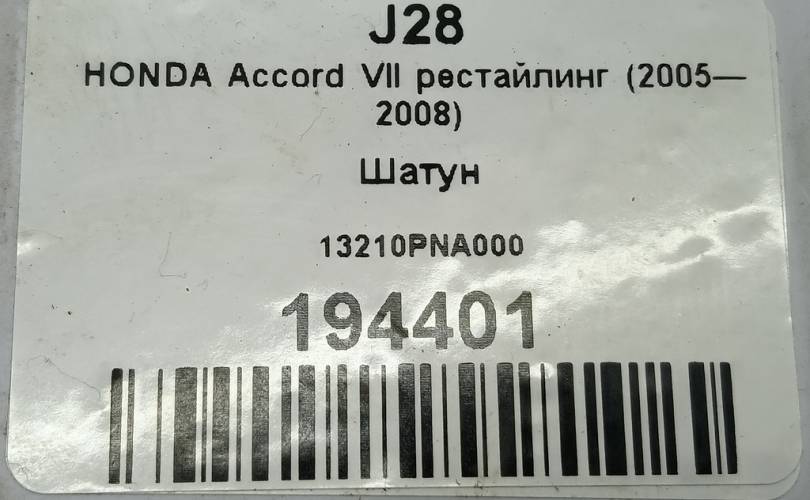 J28
HONDA Accord VII рестайлинг (2005—
2008)
Шатун
13210PNA000
194401